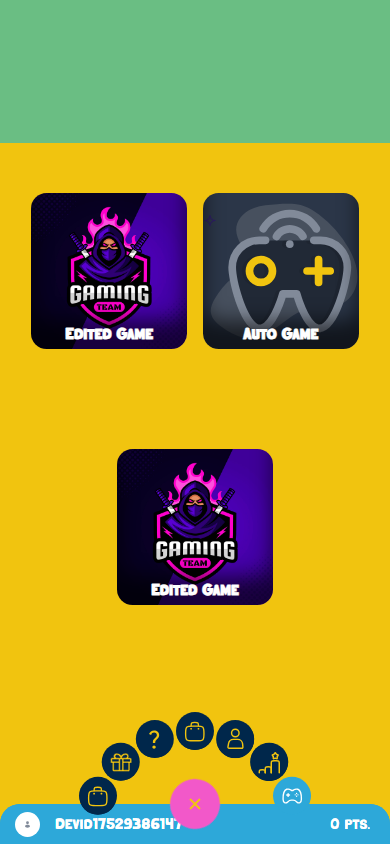 GAMING
TEAM
Edited Game
Auto Game
GAMING
TEAM
Edited Game
?
Devid17529386147
0 pts.